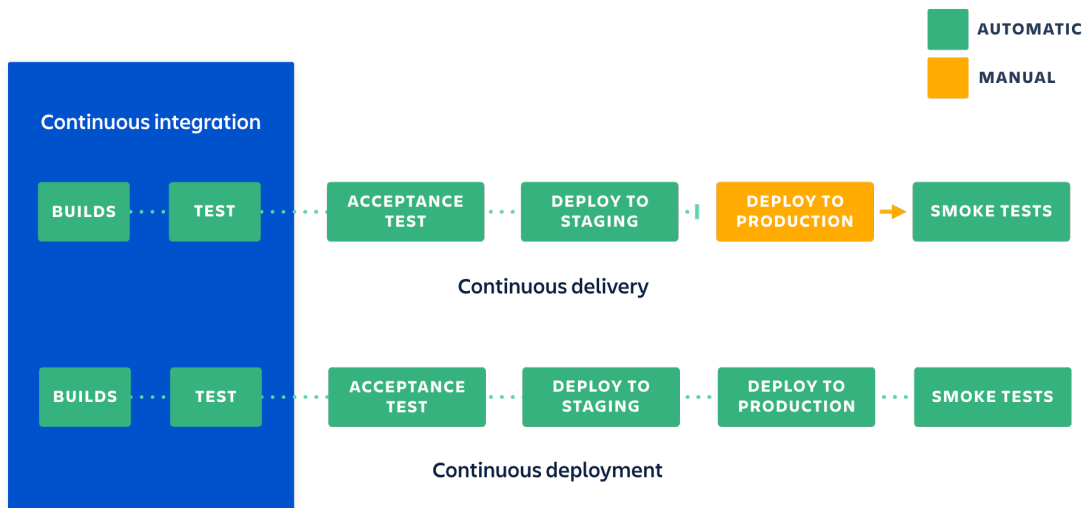 AUTOMATIC
MANUAL
Continuous integration
BUILDS
TEST
ACCEPTANCE
TEST
DEPLOY TO
STAGING
DEPLOY TO
PRODUCTION
SMOKE TESTS
Continuous delivery
BUILDS
TEST
ACCEPTANCE
TEST
DEPLOY TO
STAGING
DEPLOY TO
PRODUCTION
SMOKE TESTS
Continuous deployment